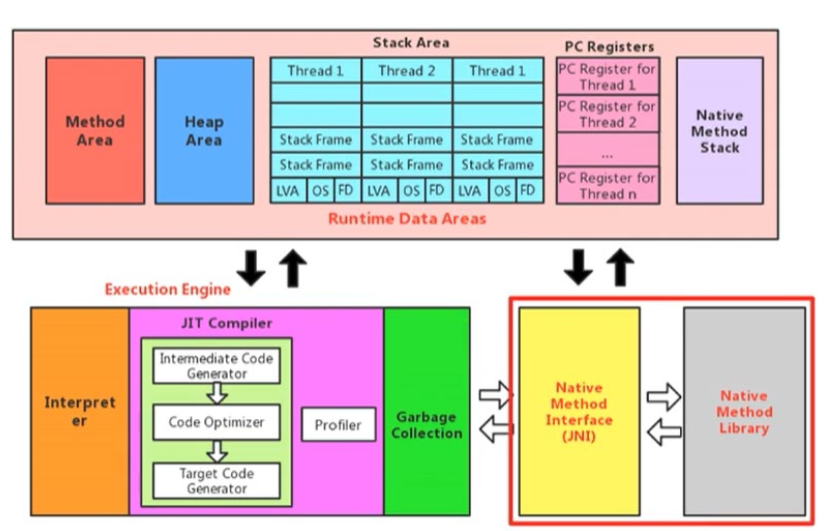 Stack Area
PC Registers
Method
Area
Heap
Area
Thread 1
Thread 2
Thread 1
Stack Frame
Stack Frame
Stack Frame
Stack Frame
Stack Frame
Stack Frame
LVA
OS
FD
LVA
OS
FD
LVA
OS
FD
PC Register for
Thread 1
PC Register for
Thread 2
...
PC Register for
Thread n
Native
Method
Stack
Runtime Data Areas
Execution Engine
Interpret
er
JIT Compiler
Intermediate Code
Generator
Code Optimizer
Target Code
Generator
Profiler
Garbage
Collection
Native
Method
Interface
(JNI)
Native
Method
Library